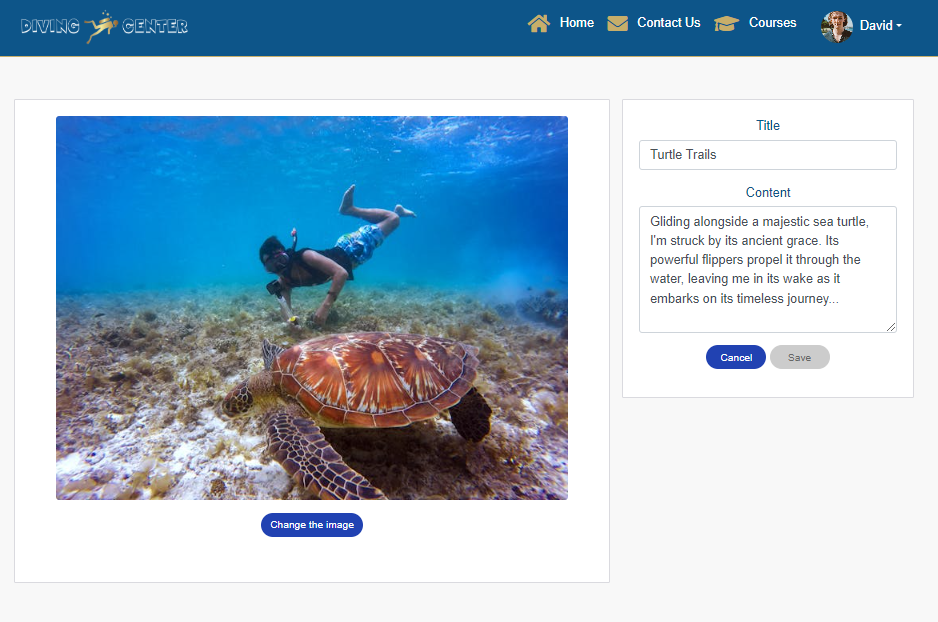 DIVING CENTER
Home
Contact Us
Courses
David
Title
Turtle Trails
Content
Gliding alongside a majestic sea turtle,
I'm struck by its ancient grace. Its
powerful flippers propel it through the
water, leaving me in its wake as it
embarks on its timeless journey...
Cancel
Save
Change the image